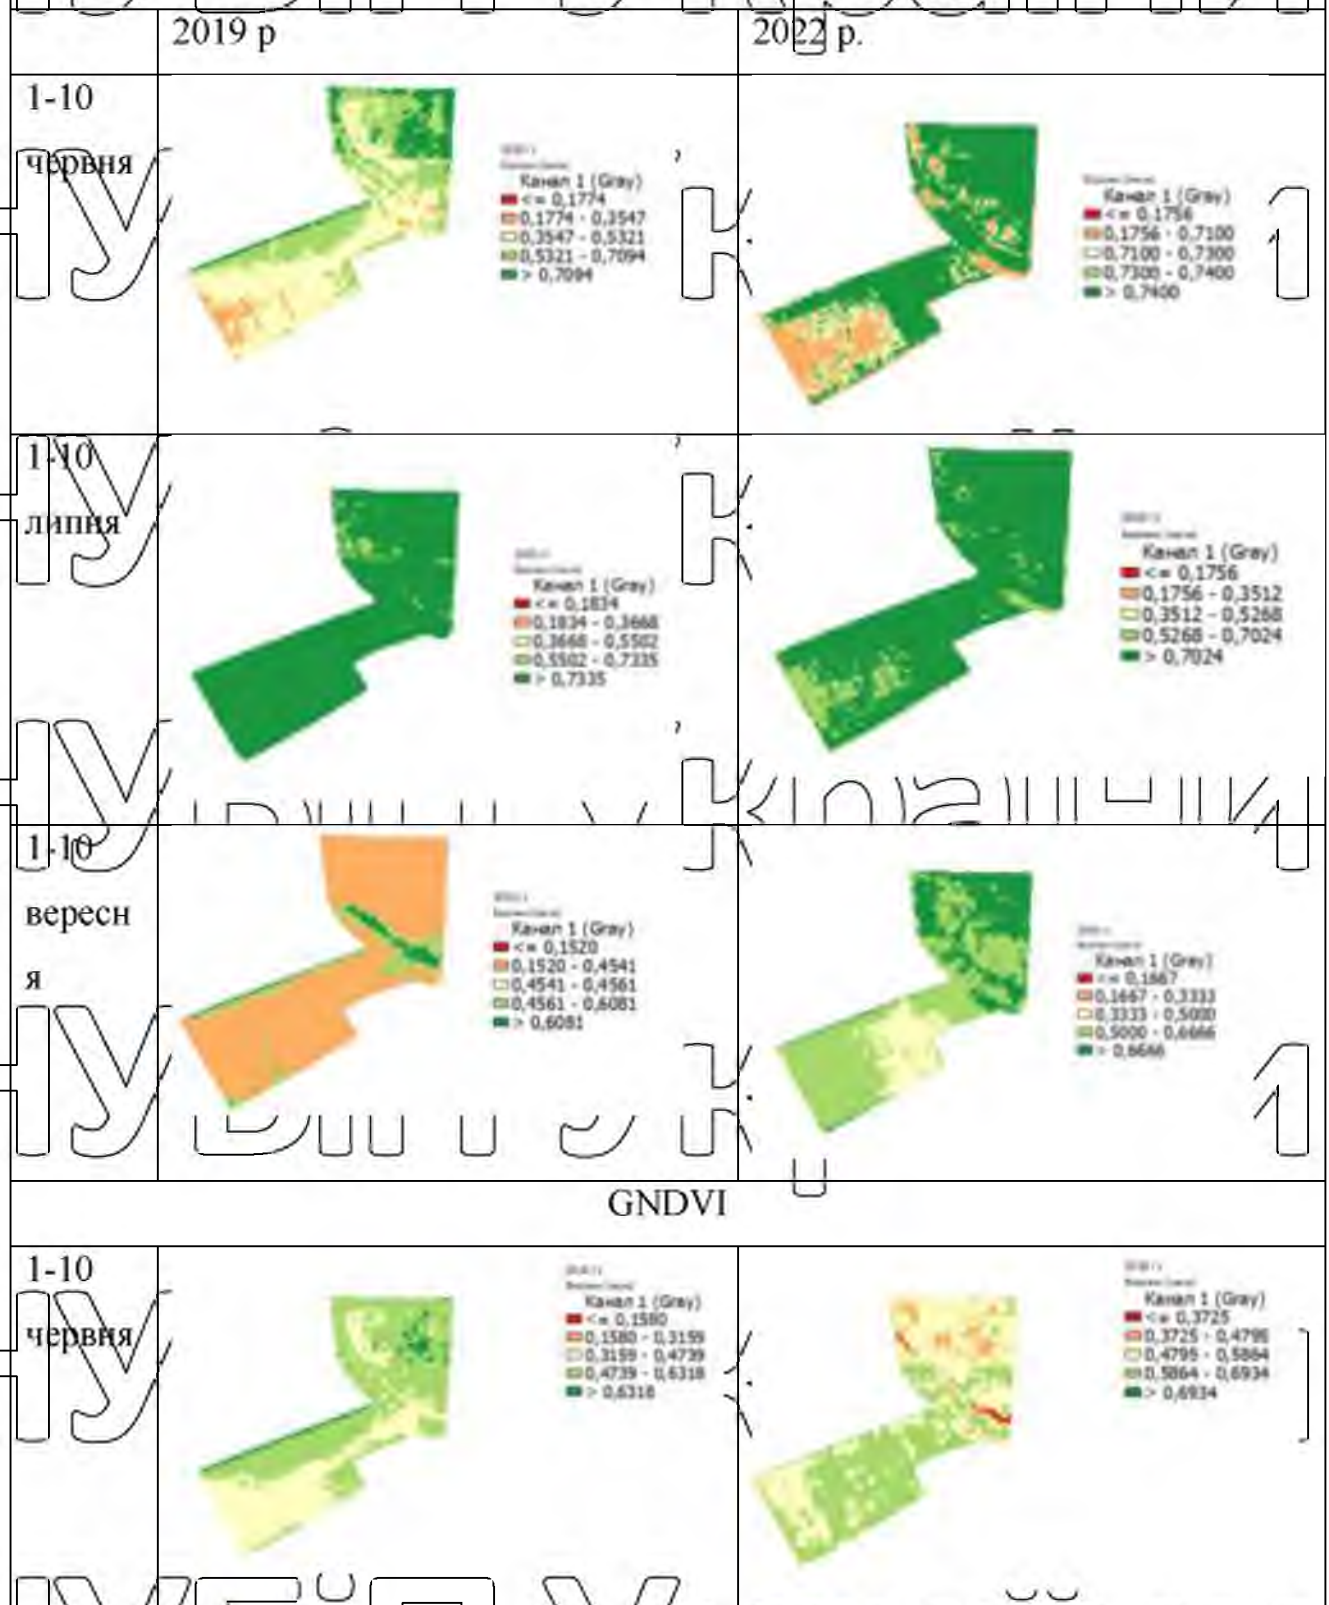 2019 р
2022 р.
1-10
червня
Канал 1 (Gray)
<= 0,1774
0,1774 - 0,3547
0,3547 - 0,5321
0,5321 - 0,7094
> 0,7094
Канал 1 (Gray)
<= 0,1756
0,1756 - 0,7100
0,7100 - 0,7300
0,7300 - 0,7400
> 0,7400
1-10
липня
Канал 1 (Gray)
<= 0,1834
0,1834 - 0,3668
0,3668 - 0,5502
0,5502 - 0,7335
> 0,7335
Канал 1 (Gray)
<= 0,1756
0,1756 - 0,3512
0,3512 - 0,5268
0,5268 - 0,7024
> 0,7024
1-10
вересн
я
Канал 1 (Gray)
<= 0,1520
0,1520 - 0,4541
0,4541 - 0,4561
0,4561 - 0,6081
> 0,6081
Канал 1 (Gray)
<= 0,1667
0,1667 - 0,3333
0,3333 - 0,5000
0,5000 - 0,6666
> 0,6666
GNDVI
1-10
червня
Канал 1 (Gray)
<= 0,1580
0,1580 - 0,3159
0,3159 - 0,4739
0,4739 - 0,6318
> 0,6318
Канал 1 (Gray)
<= 0,3725
0,3725 - 0,4795
0,4795 - 0,5864
0,5864 - 0,6934
> 0,6934